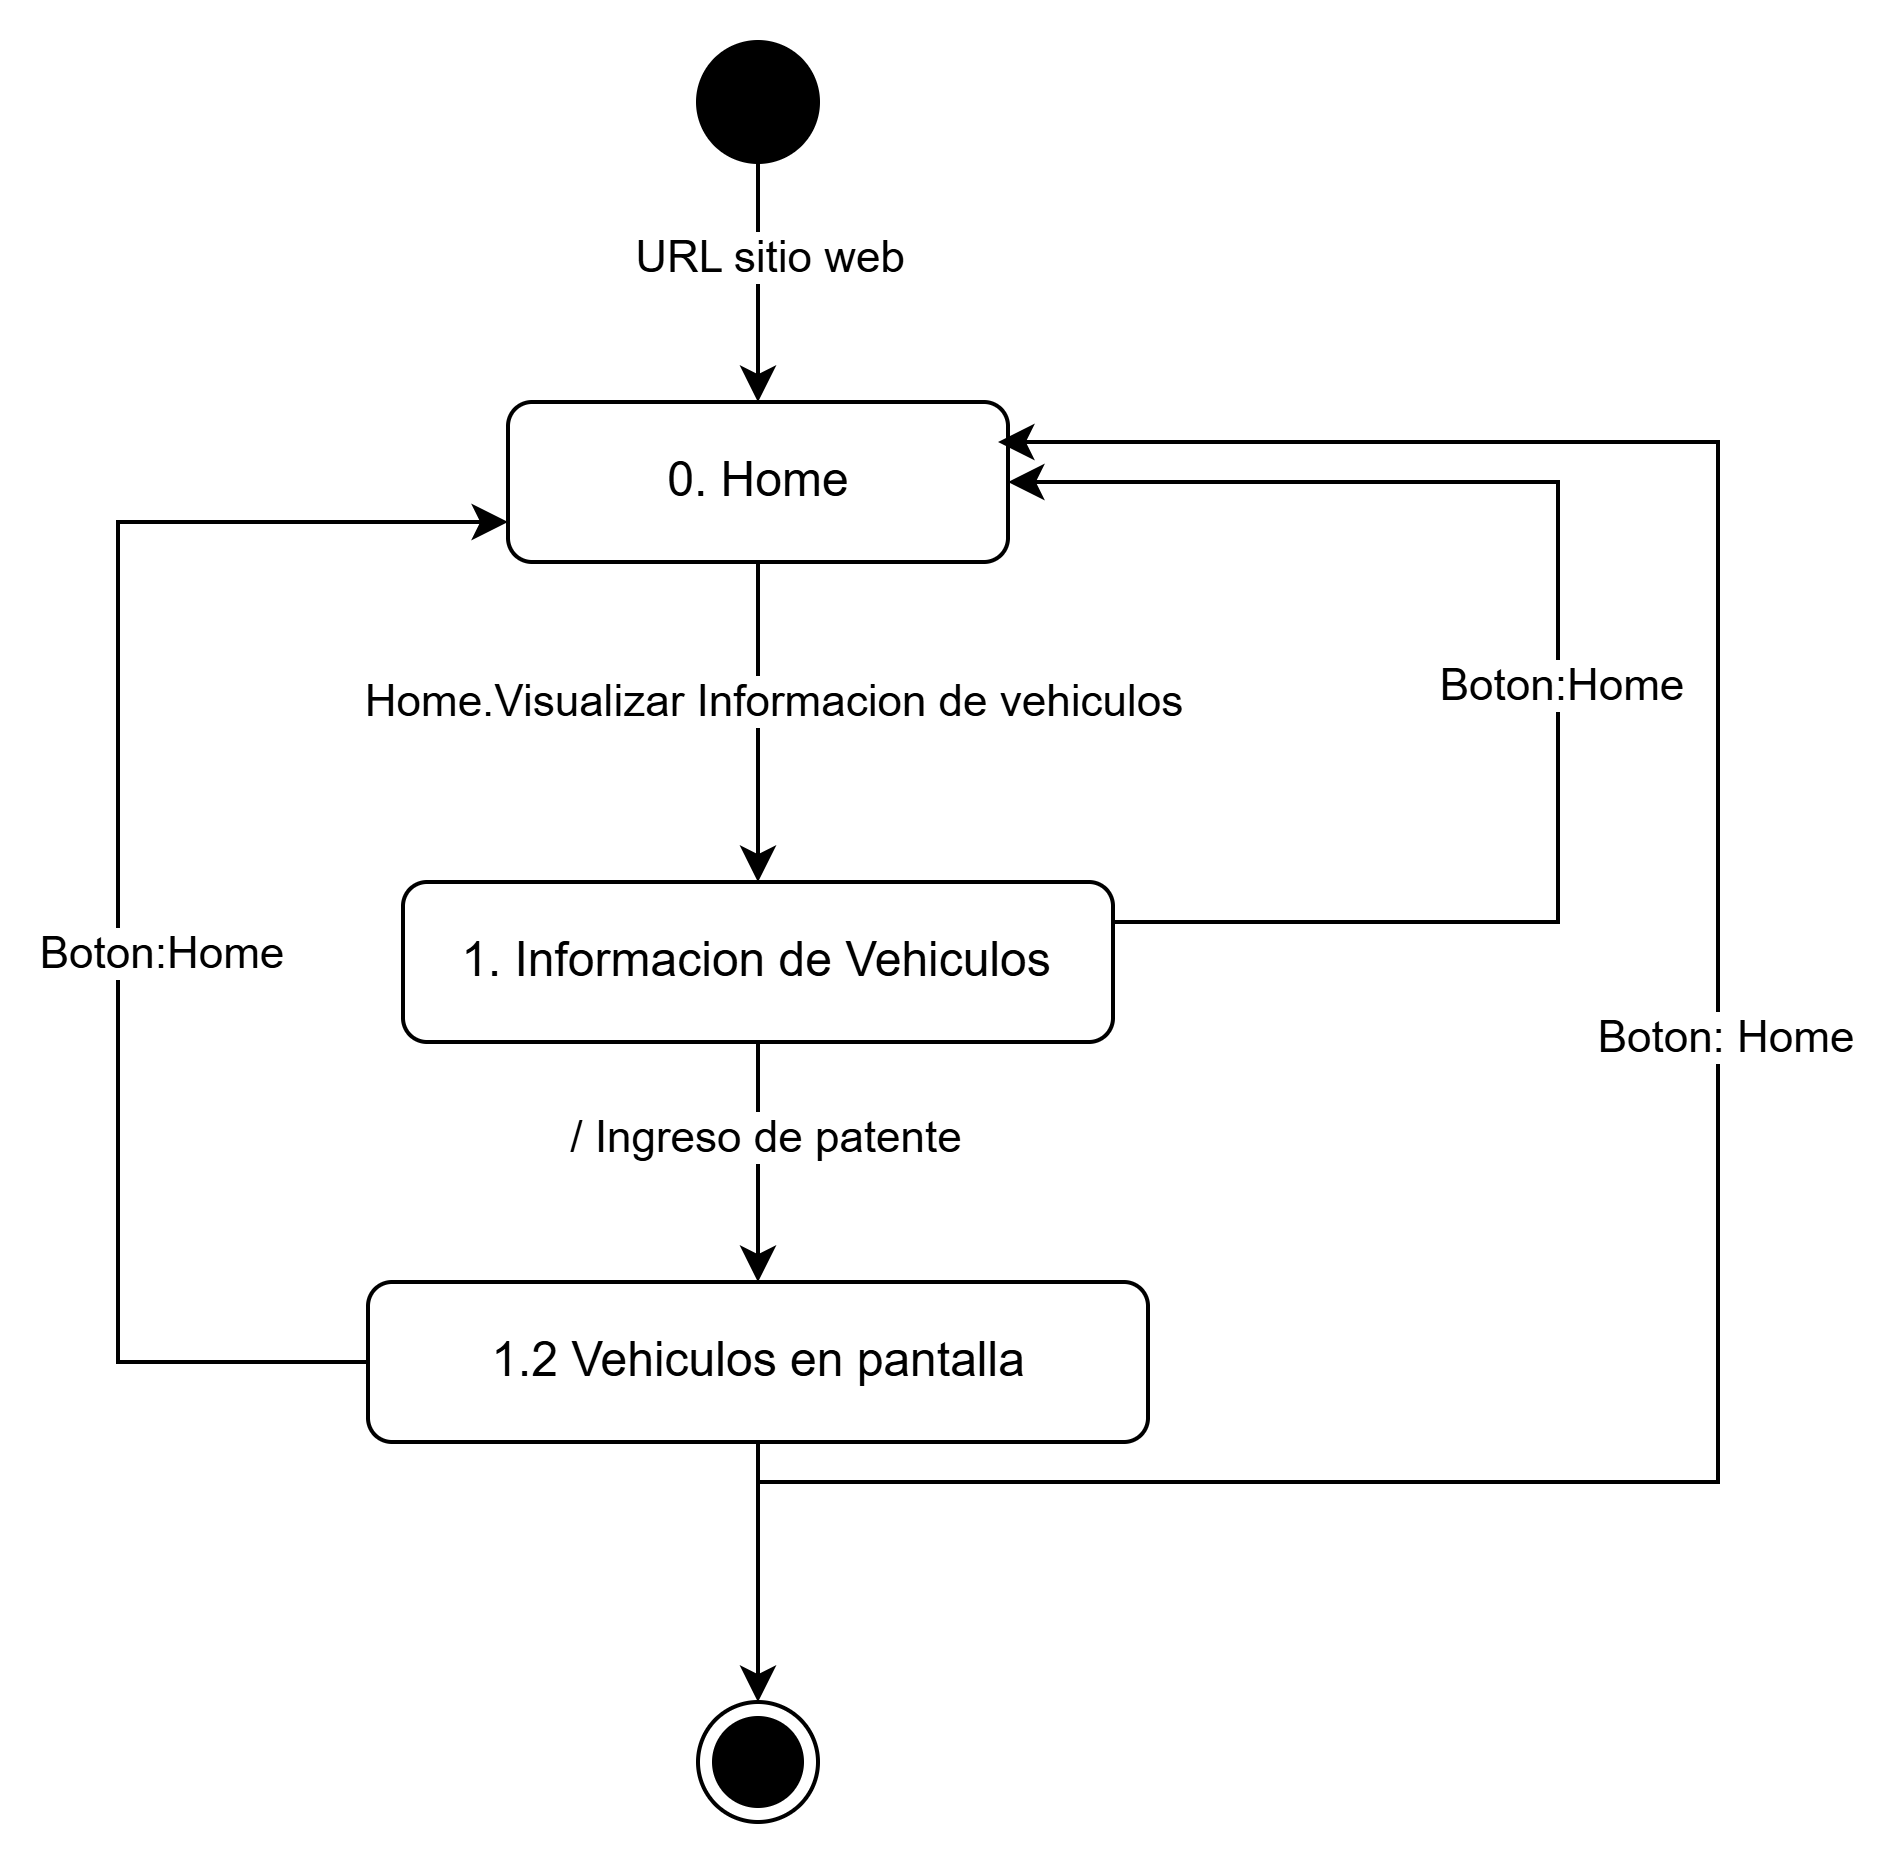 URL sitio web
0. Home
Boton:Home
Home.Visualizar Informacion de vehiculos
Boton:Home
1. Informacion de Vehiculos
Boton: Home
/ Ingreso de patente
1.2 Vehiculos en pantalla